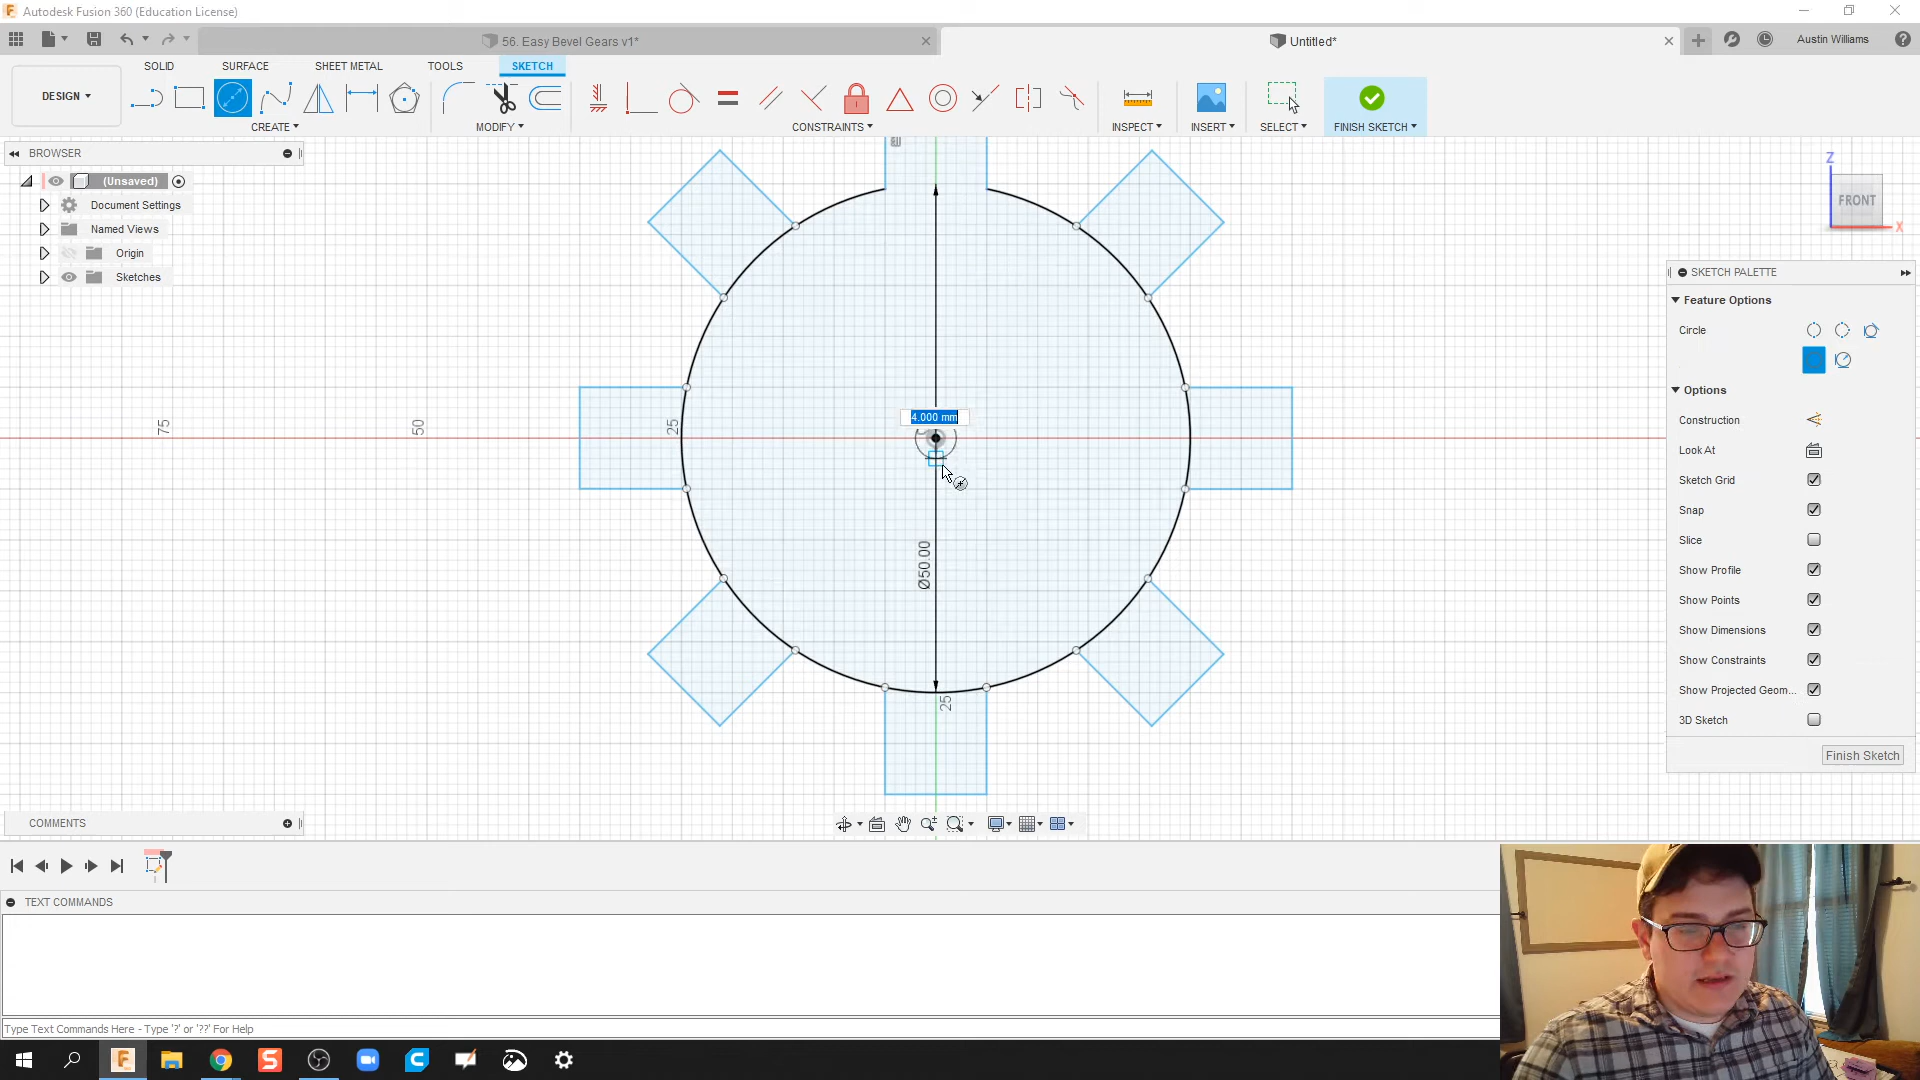 Autodesk Fusion 360 (Education License)
56. Easy Bevel Gears v1*
Untitled*
Austin Williams
SOLID
SURFACE
SHEET METAL
TOOLS
SKETCH
DESIGN
CREATE
MODIFY
CONSTRAINTS
INSPECT
INSERT
SELECT
FINISH SKETCH
BROWSER
(Unsaved)
Document Settings
Named Views
Origin
Sketches
Z
FRONT
X
SKETCH PALETTE
Feature Options
Circle
Options
Construction
Look At
Sketch Grid
Snap
Slice
Show Profile
Show Points
Show Dimensions
Show Constraints
Show Projected Geom...
3D Sketch
Finish Sketch
75
50
25
4.000 mm
Ø50.00
25
COMMENTS
TEXT COMMANDS
Type Text Commands Here - Type '?' or '??' For Help